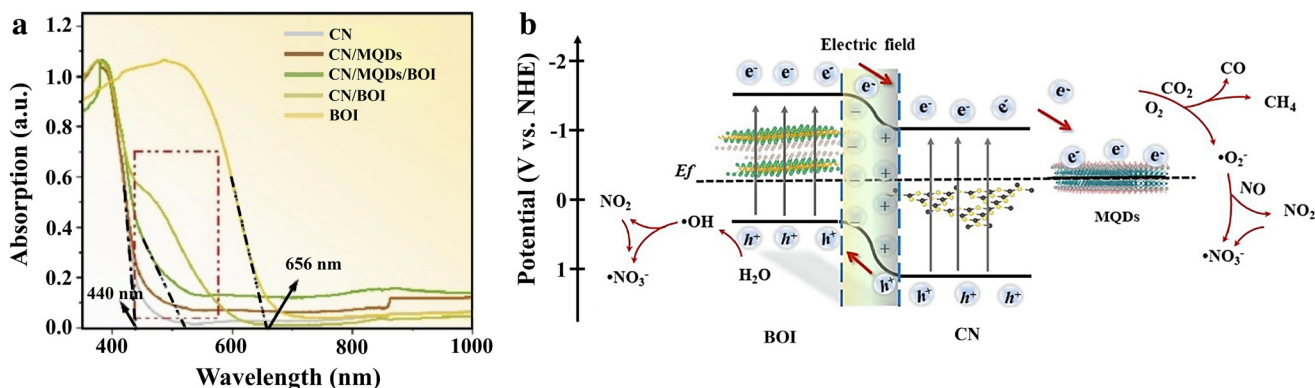 a
1.2
1.0
0.8
0.6
0.4
0.2
0.0
Absorption (a.u.)
CN
CN/MQDs
CN/MQDs/BOI
CN/BOI
BOI
440 nm
656 nm
400
600
800
1000
Wavelength (nm)
b
Potential (V vs. NHE)
-2
-1
0
1
Electric field
e-
e-
e-
e-
e-
e-
e-
e-
e-
e-
e-
Ef
−
−
−
−
−
+
+
+
+
+
h+
h+
h+
h+
h+
h+
h+
NO2
•OH
•NO3-
H2O
BOI
CN
MQDs
CO2
O2
CO
CH4
•O2-
NO
NO2
•NO3-